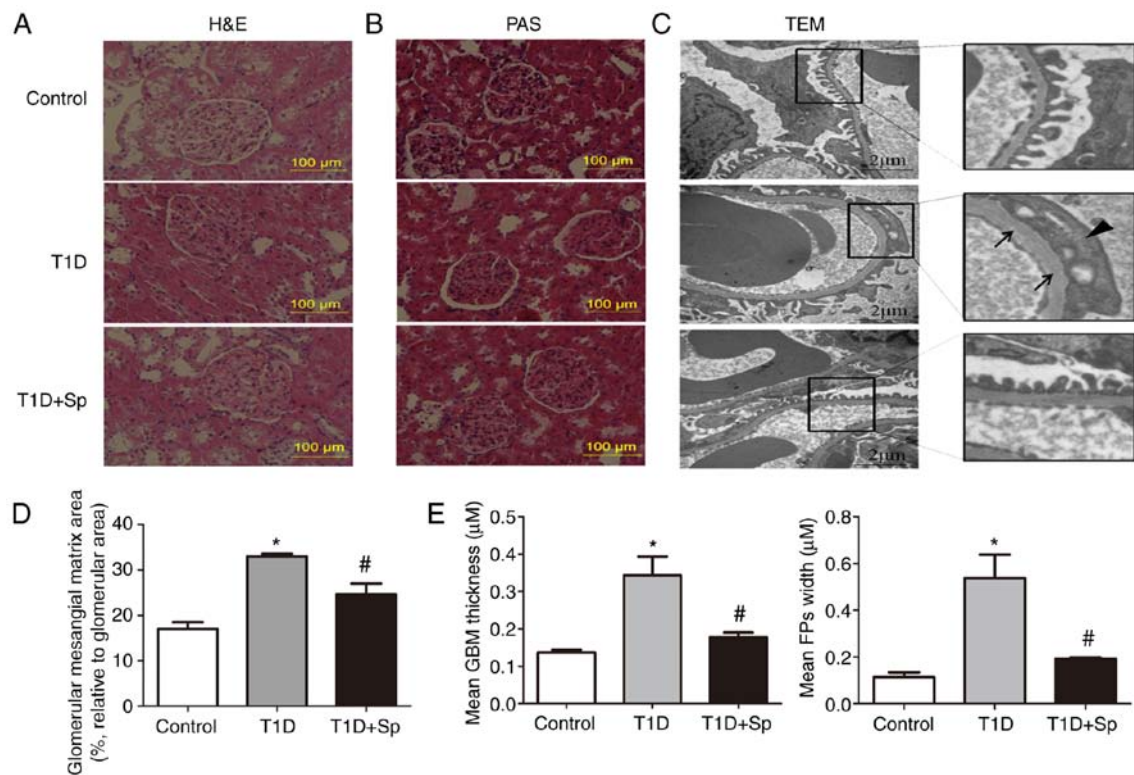 A
H&E
B
PAS
C
TEM
Control
100 μm
100 μm
2μm
T1D
100 μm
100 μm
2μm
T1D+Sp
100 μm
100 μm
2μm
D
Glomerular mesangial matrix area
(%, relative to glomerular area)
40
30
20
10
0
*
#
Control
T1D
T1D+Sp
E
Mean GBM thickness (μM)
0.5
0.4
0.3
0.2
0.1
0.0
*
#
Control
T1D
T1D+Sp
Mean FPs width (μM)
0.8
0.6
0.4
0.2
0.0
*
#
Control
T1D
T1D+Sp